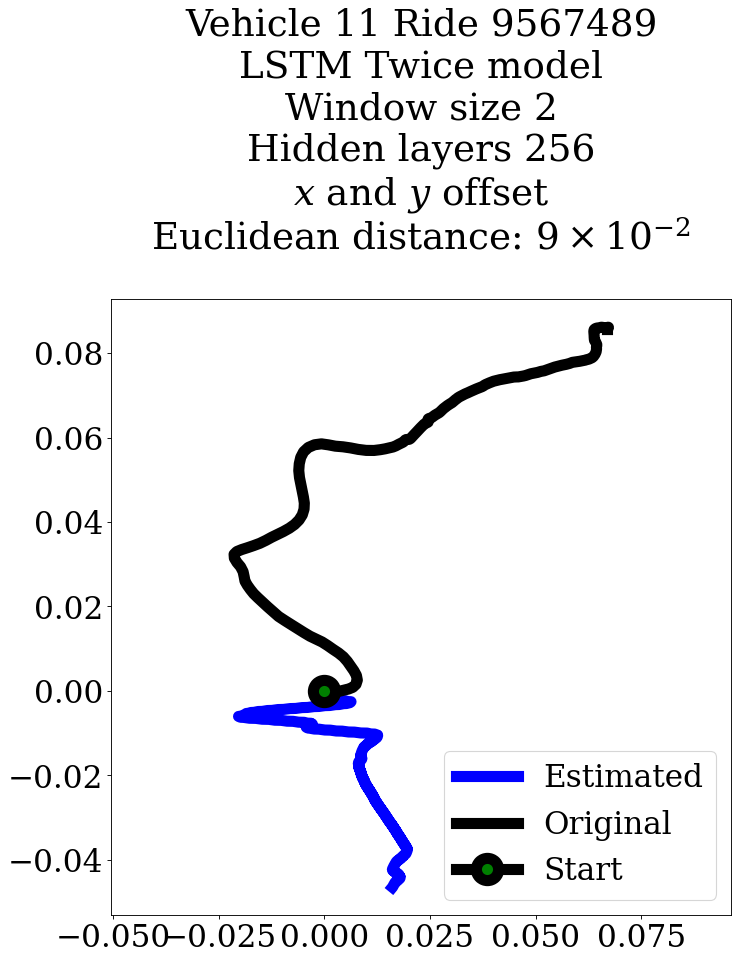 Vehicle 11 Ride 9567489
LSTM Twice model
Window size 2
Hidden layers 256
x and y offset
Euclidean distance: 9 × 10⁻²
0.08
0.06
0.04
0.02
0.00
−0.02
−0.04
Estimated
Original
Start
−0.050 −0.025 0.000 0.025 0.050 0.075